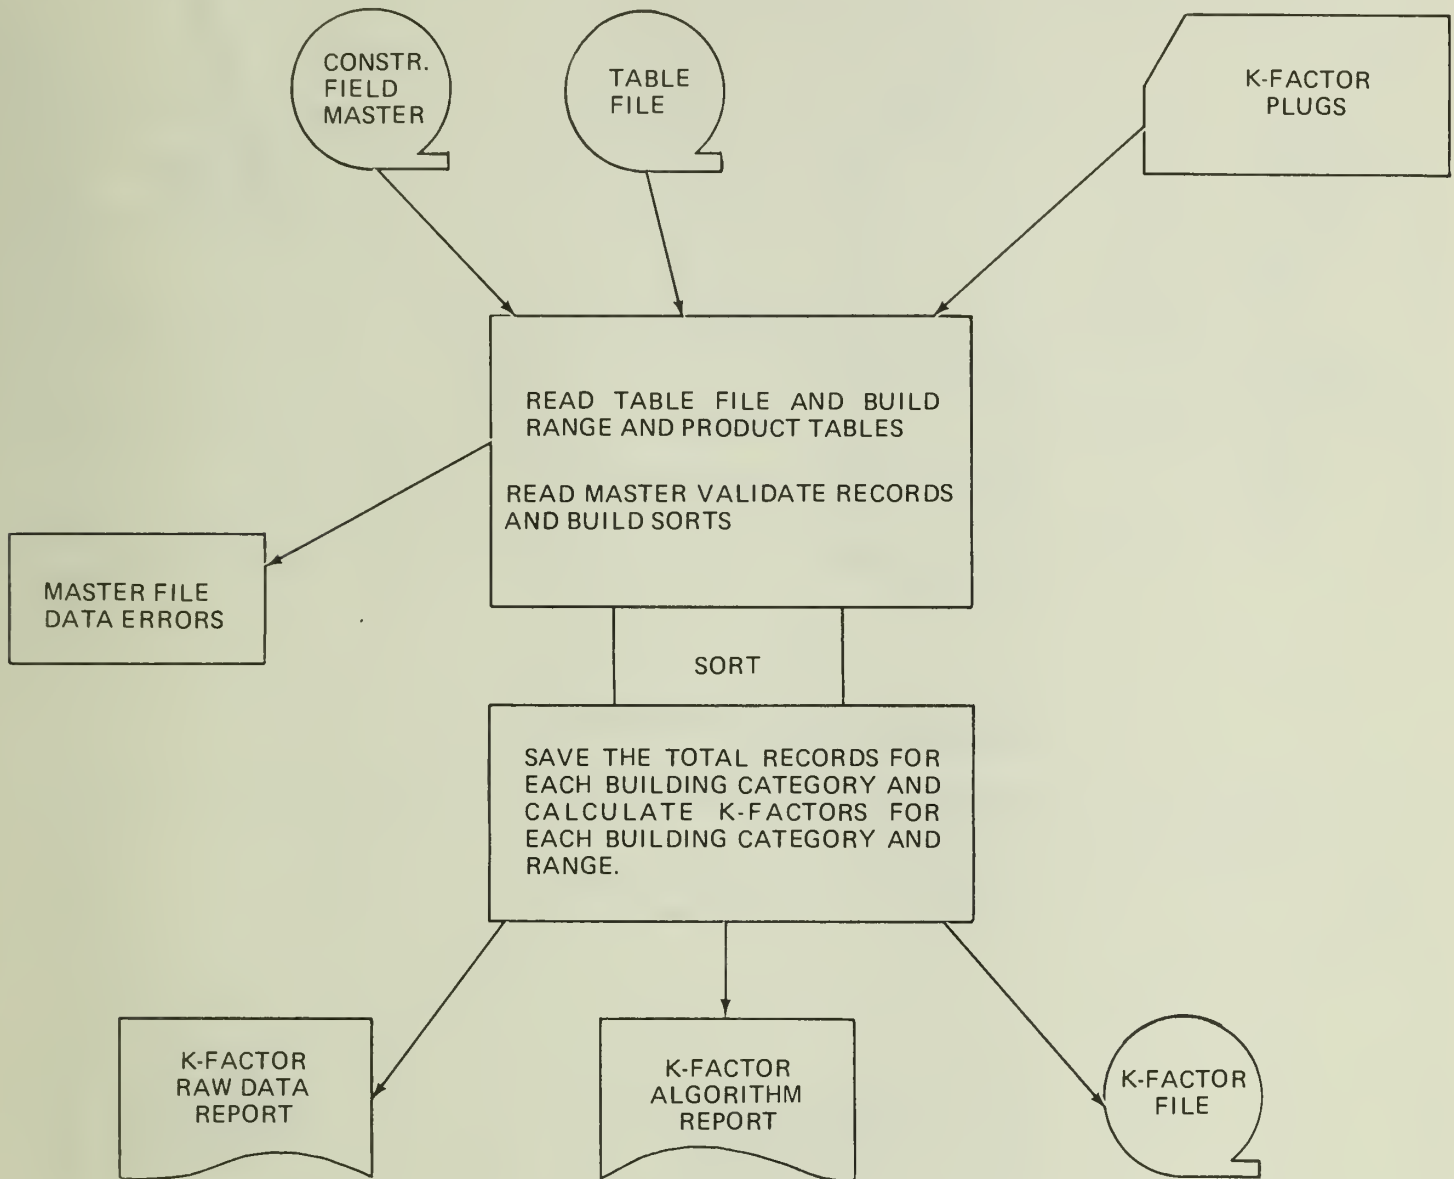 CONSTR.
FIELD
MASTER
TABLE
FILE
K-FACTOR
PLUGS
READ TABLE FILE AND BUILD
RANGE AND PRODUCT TABLES
READ MASTER VALIDATE RECORDS
AND BUILD SORTS
MASTER FILE
DATA ERRORS
SORT
SAVE THE TOTAL RECORDS FOR
EACH BUILDING CATEGORY AND
CALCULATE K-FACTORS FOR
EACH BUILDING CATEGORY AND
RANGE.
K-FACTOR
RAW DATA
REPORT
K-FACTOR
ALGORITHM
REPORT
K-FACTOR
FILE